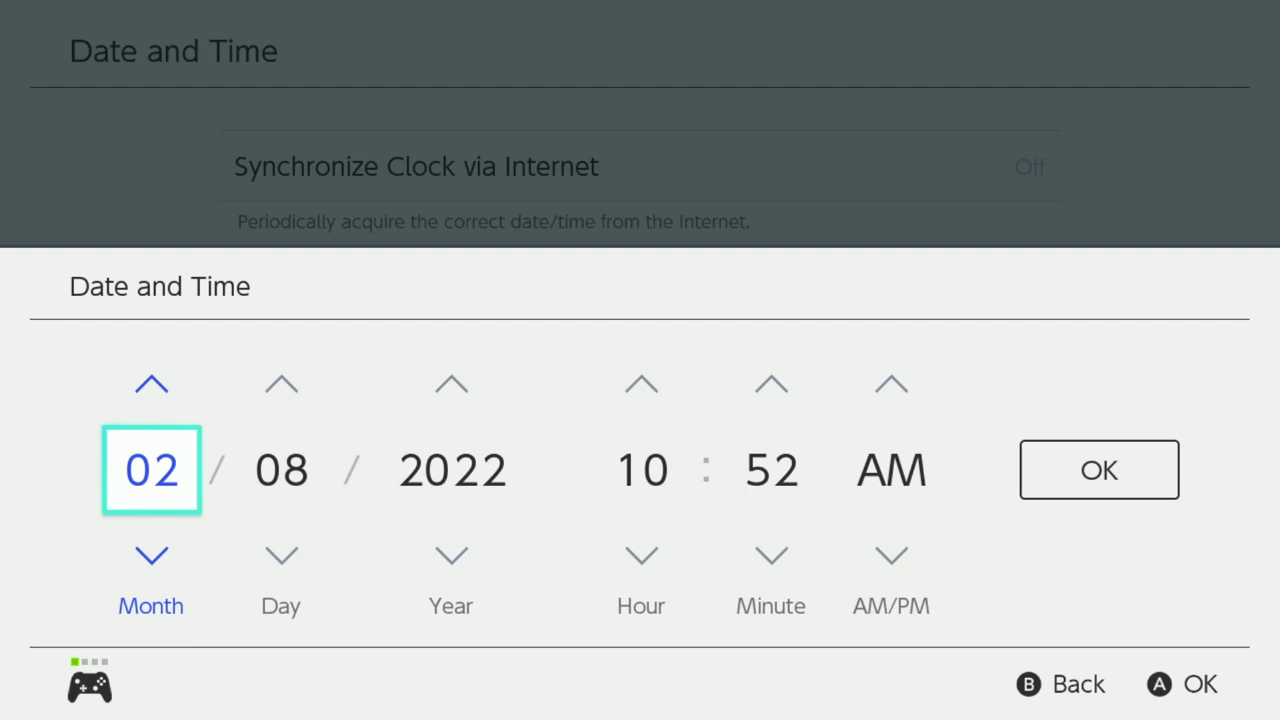 Date and Time
Synchronize Clock via Internet Off
Periodically acquire the correct date/time from the Internet.
Date and Time
02 / 08 / 2022 10 : 52 AM OK
Month Day Year Hour Minute AM/PM
B Back A OK